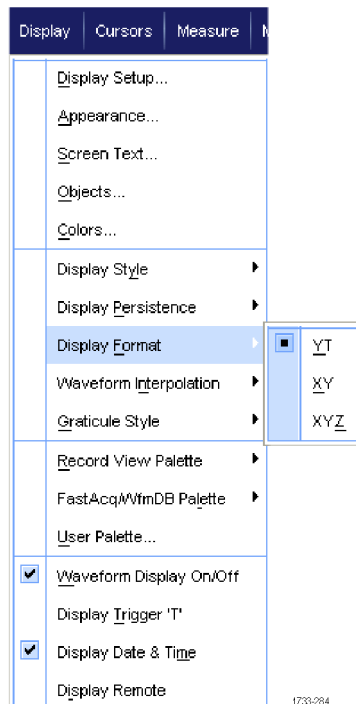 Display Cursors Measure
Display Setup...
Appearance...
Screen Text...
Objects...
Colors...
Display Style
Display Persistence
Display Format
YT
Waveform Interpolation
XY
Graticule Style
XYZ
Record View Palette
FastAcq/WfmDB Palette
User Palette...
Waveform Display On/Off
Display Trigger 'T'
Display Date & Time
Display Remote
1733-284